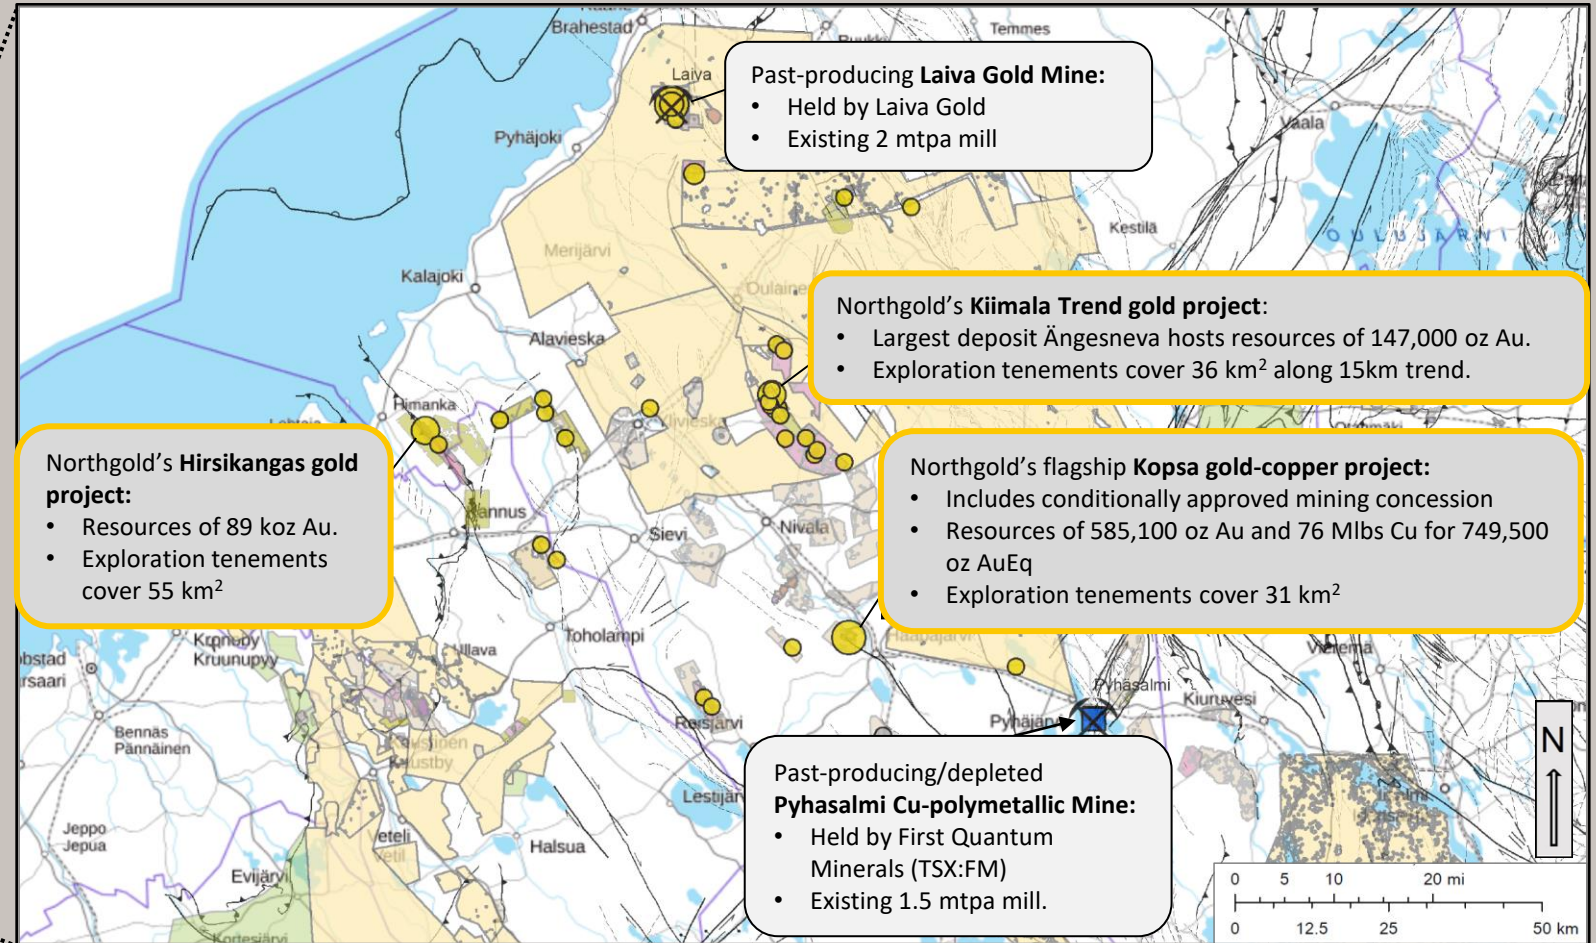 Brahestad
Temmes
Laiva
Past-producing Laiva Gold Mine:
• Held by Laiva Gold
• Existing 2 mtpa mill
Vaala
Pyhäjoki
Kestilä
OULUJÄRVI
Merijärvi
Kalajoki
Northgold's Kiimala Trend gold project:
• Largest deposit Ängesneva hosts resources of 147,000 oz Au.
• Exploration tenements cover 36 km² along 15km trend.
Alavieska
Himanka
Northgold's Hirsikangas gold
project:
• Resources of 89 koz Au.
• Exploration tenements
cover 55 km²
Northgold's flagship Kopsa gold-copper project:
• Includes conditionally approved mining concession
• Resources of 585,100 oz Au and 76 Mlbs Cu for 749,500
oz AuEq
• Exploration tenements cover 31 km²
Sievi
Nivala
Toholampi
Haapajärvi
Vieremä
Kruunupyy
Pyhäsalmi
Kiuruvesi
Reisjärvi
Bennäs
Pännäinen
Past-producing/depleted
Pyhasalmi Cu-polymetallic Mine:
• Held by First Quantum
Minerals (TSX:FM)
• Existing 1.5 mtpa mill.
N
Jeppo
Jepua
Veteli
Vetil
Halsua
Evijärvi
Kortesjärvi
0 5 10 20 mi
0 12.5 25 50 km